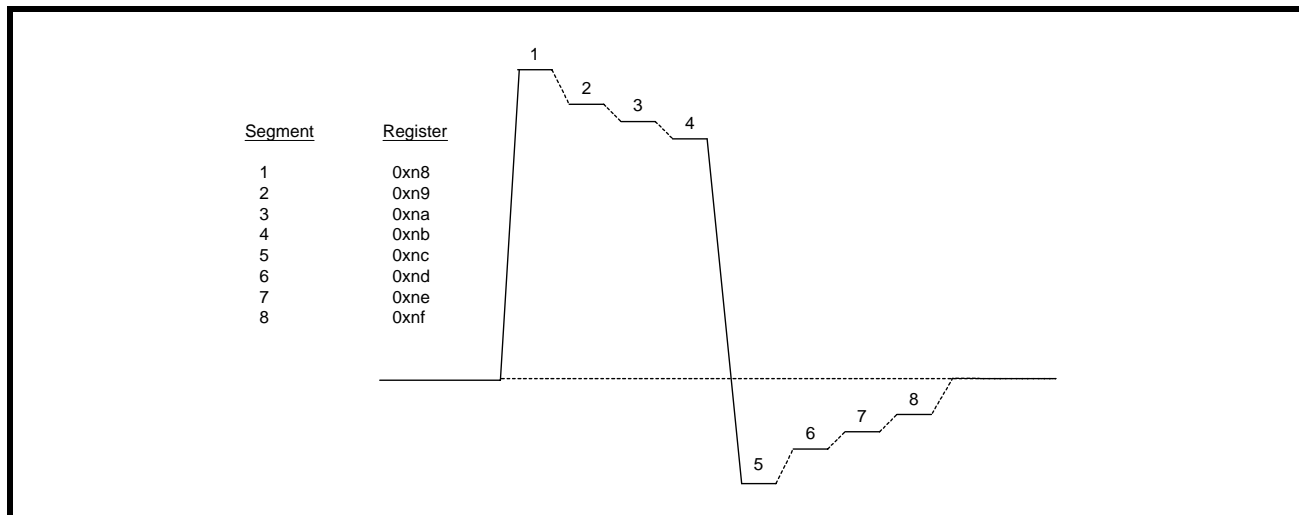 1
2
3
4
Segment Register
1 0xn8
2 0xn9
3 0xna
4 0xnb
5 0xnc
6 0xnd
7 0xne
8 0xnf
8
7
6
5